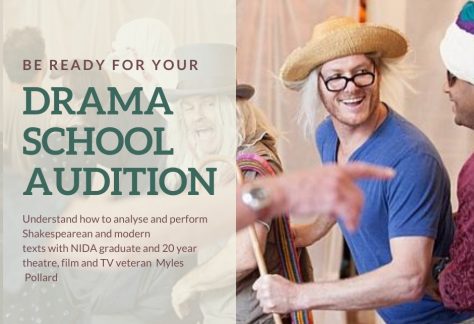 BE READY FOR YOUR
DRAMA
SCHOOL
AUDITION
Understand how to analyse and perform
Shakespearean and modern
texts with NIDA graduate and 20 year
theatre, film and TV veteran Myles
Pollard